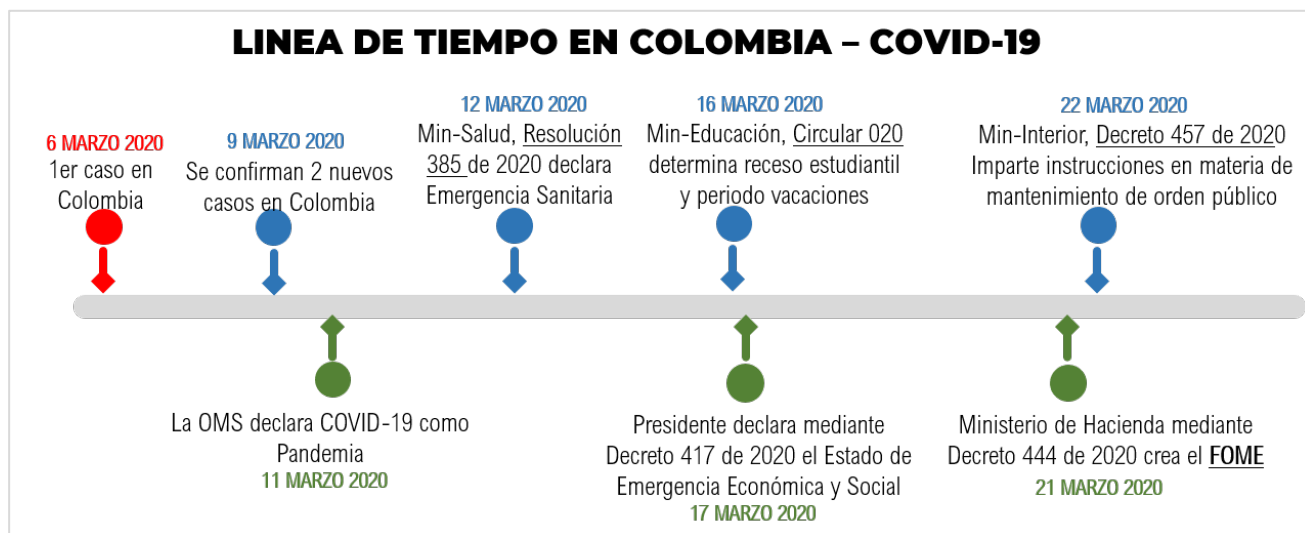 LINEA DE TIEMPO EN COLOMBIA – COVID-19
6 MARZO 2020
1er caso en
Colombia
9 MARZO 2020
Se confirman 2 nuevos
casos en Colombia
12 MARZO 2020
Min-Salud, Resolución
385 de 2020 declara
Emergencia Sanitaria
16 MARZO 2020
Min-Educación, Circular 020
determina receso estudiantil
y periodo vacaciones
22 MARZO 2020
Min-Interior, Decreto 457 de 2020
Imparte instrucciones en materia de
mantenimiento de orden público
La OMS declara COVID-19 como
Pandemia
11 MARZO 2020
Presidente declara mediante
Decreto 417 de 2020 el Estado de
Emergencia Económica y Social
17 MARZO 2020
Ministerio de Hacienda mediante
Decreto 444 de 2020 crea el FOME
21 MARZO 2020